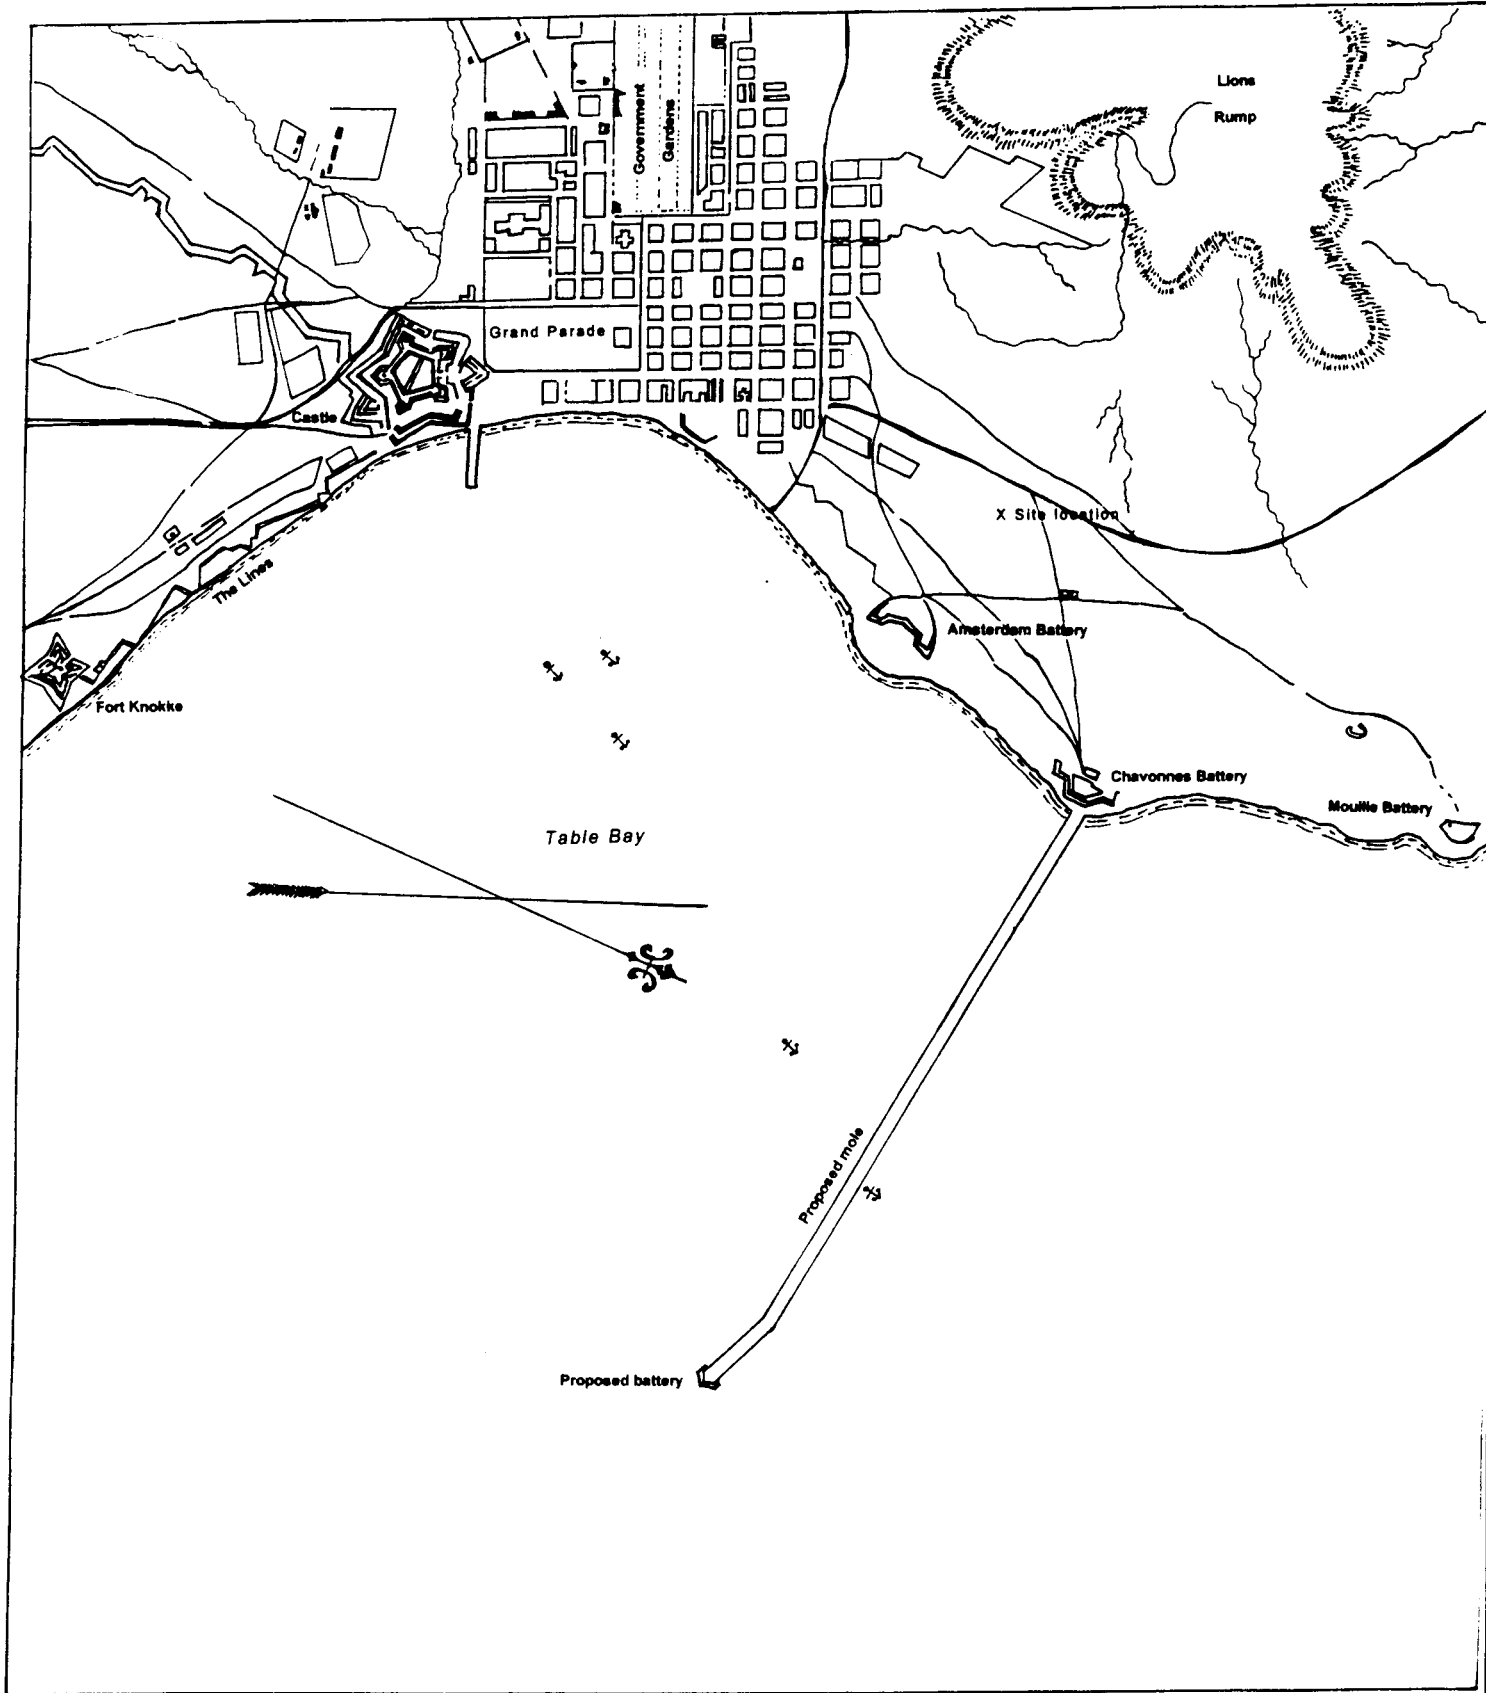 Lions
Rump
Government
Gardens
Grand Parade
Castle
X Site location
The Lines
Amsterdam Battery
Fort Knokke
Chavonnes Battery
Mouille Battery
Table Bay
Proposed mole
Proposed battery